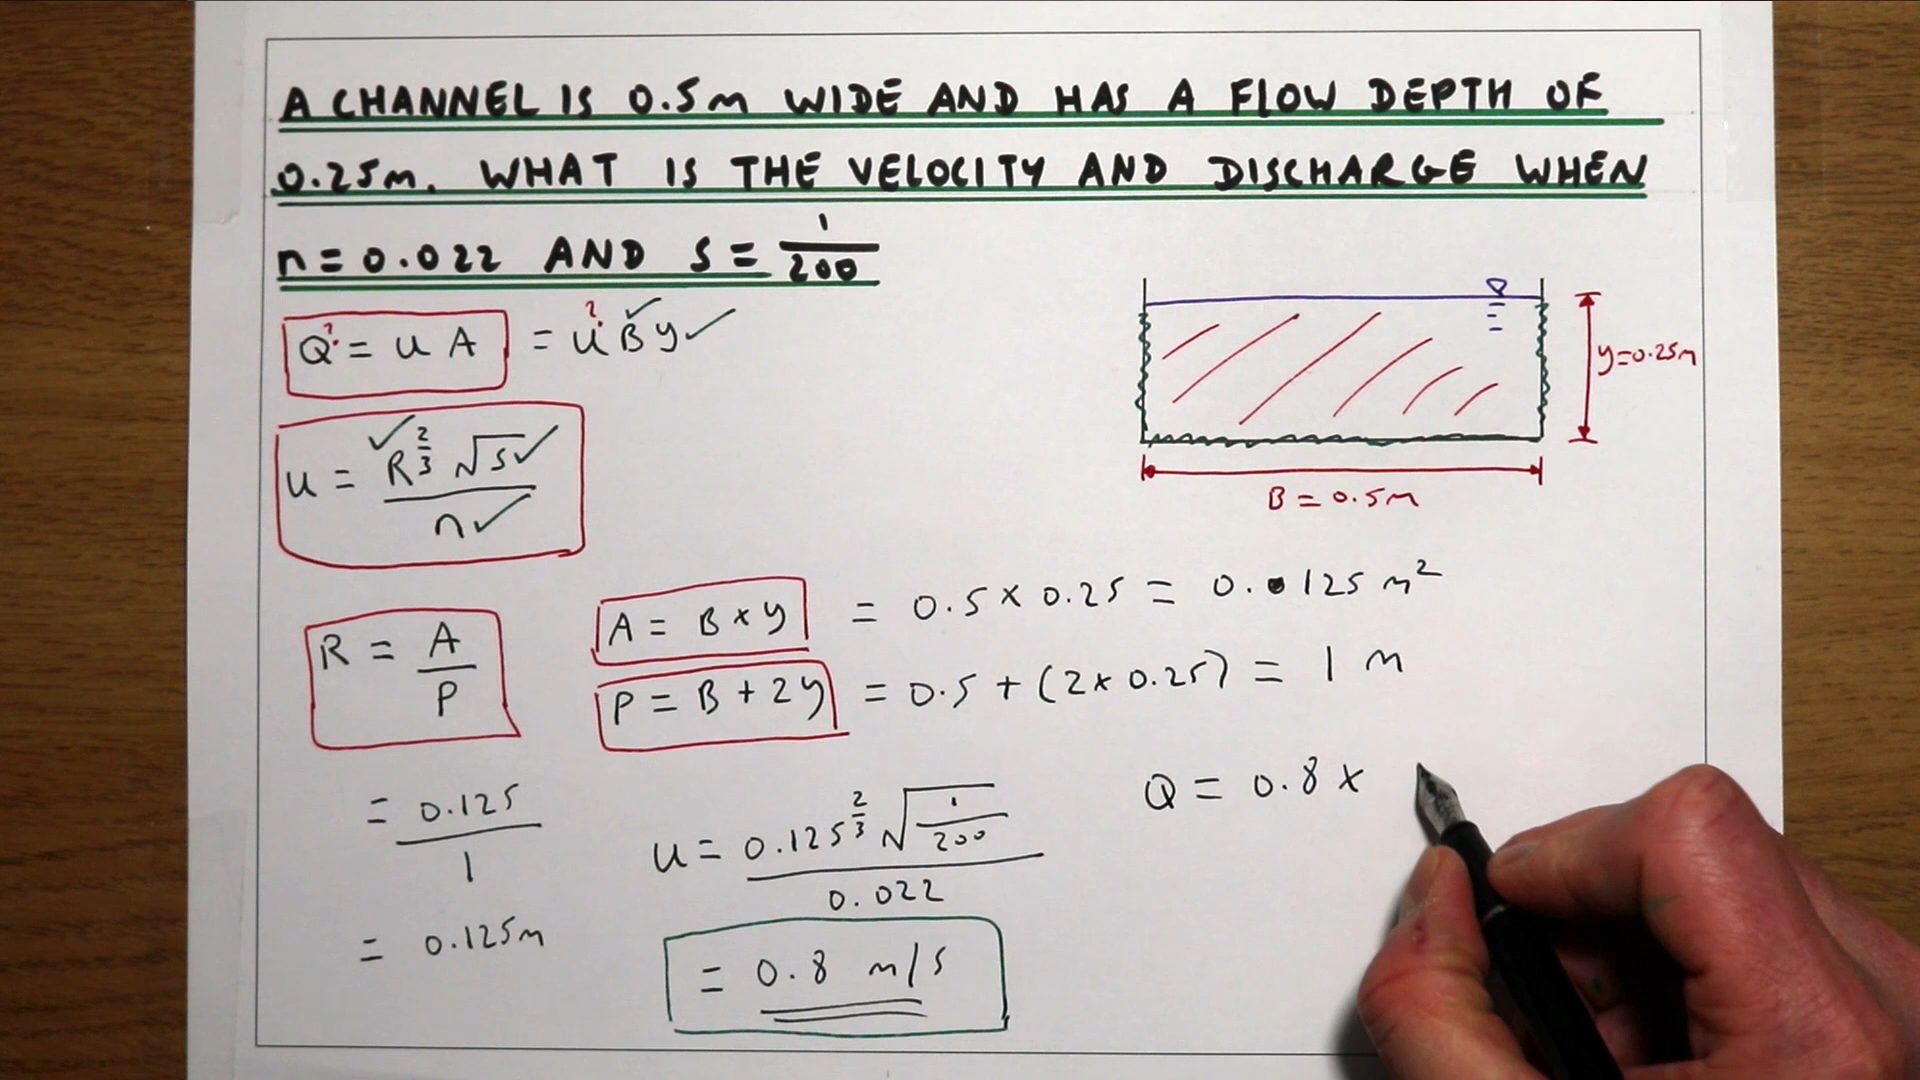 A CHANNEL IS 0.5m WIDE AND HAS A FLOW DEPTH OF
0.25m. WHAT IS THE VELOCITY AND DISCHARGE WHEN
n = 0.022 AND S = 1/200
Q? = u A = u? B ✓ y ✓
u = R^(2/3) ✓ √S ✓ / n ✓
y=0.25m
B = 0.5m
A = B × y = 0.5 × 0.25 = 0.125 m²
R = A/P
P = B + 2y = 0.5 + (2 × 0.25) = 1 m
= 0.125 / 1
= 0.125m
u = 0.125^(2/3) √(1/200) / 0.022
= 0.8 m/s
Q = 0.8 ×